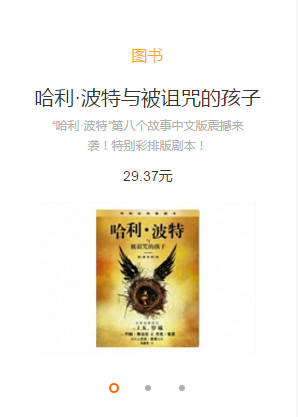 图书
哈利·波特与被诅咒的孩子
“哈利·波特”第八个故事中文版震撼来
袭！特别彩排版剧本！
29.37元
哈利·波特
与
被诅咒的孩子
J.K. 罗琳